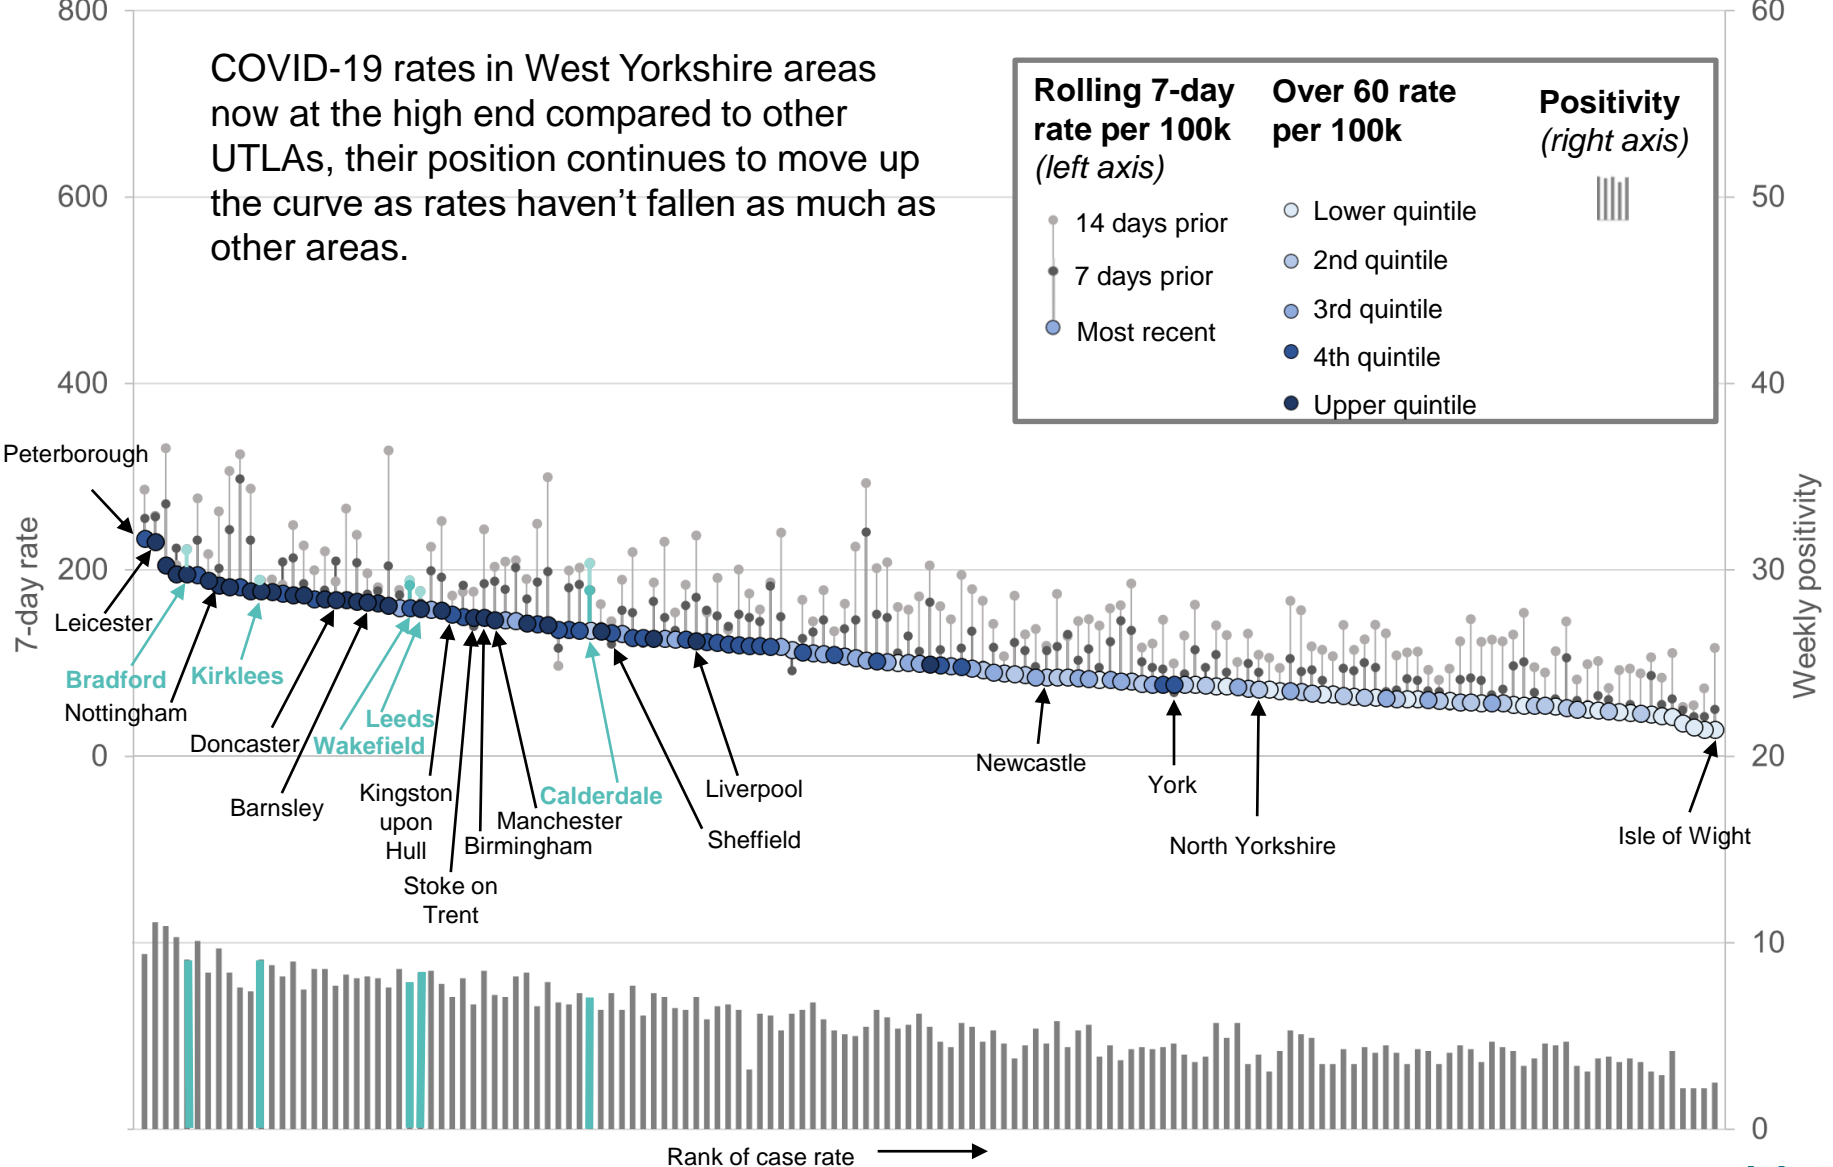 800
60
COVID-19 rates in West Yorkshire areas
now at the high end compared to other
UTLAs, their position continues to move up
the curve as rates haven't fallen as much as
other areas.
Rolling 7-day
rate per 100k
(left axis)
14 days prior
7 days prior
Most recent
Over 60 rate
per 100k
Lower quintile
2nd quintile
3rd quintile
4th quintile
Upper quintile
Positivity
(right axis)
600
50
400
40
200
30
0
20
10
0
7-day rate
Weekly positivity
Peterborough
Leicester
Bradford
Kirklees
Nottingham
Doncaster
Leeds
Wakefield
Barnsley
Kingston
upon
Hull
Stoke on
Trent
Birmingham
Manchester
Calderdale
Liverpool
Sheffield
Newcastle
York
North Yorkshire
Isle of Wight
Rank of case rate